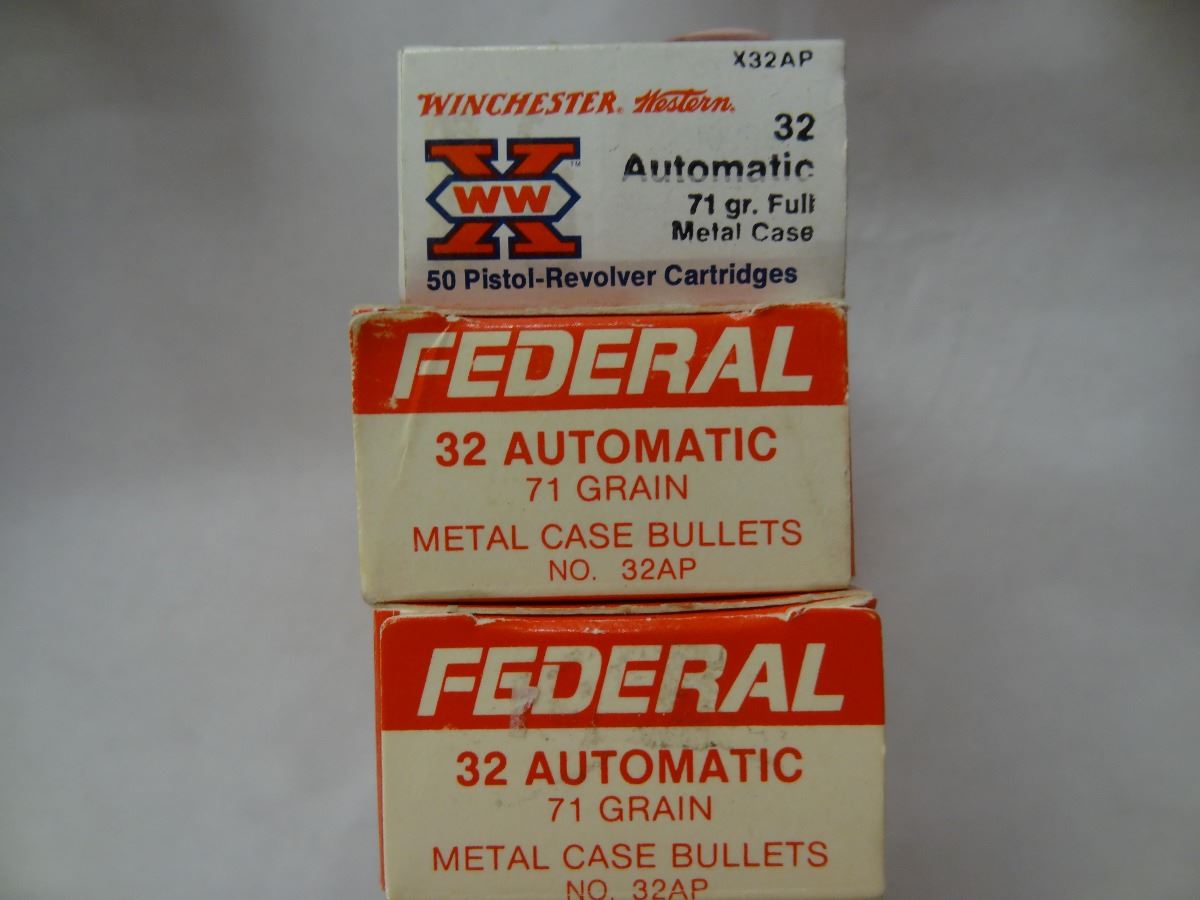 X32AP
WINCHESTER. Western.
32
Automatic
WW
TM
71 gr. Full
Metal Case
50 Pistol-Revolver Cartridges
FEDERAL
32 AUTOMATIC
71 GRAIN
METAL CASE BULLETS
NO. 32AP
FEDERAL
32 AUTOMATIC
71 GRAIN
METAL CASE BULLETS
NO. 32AP